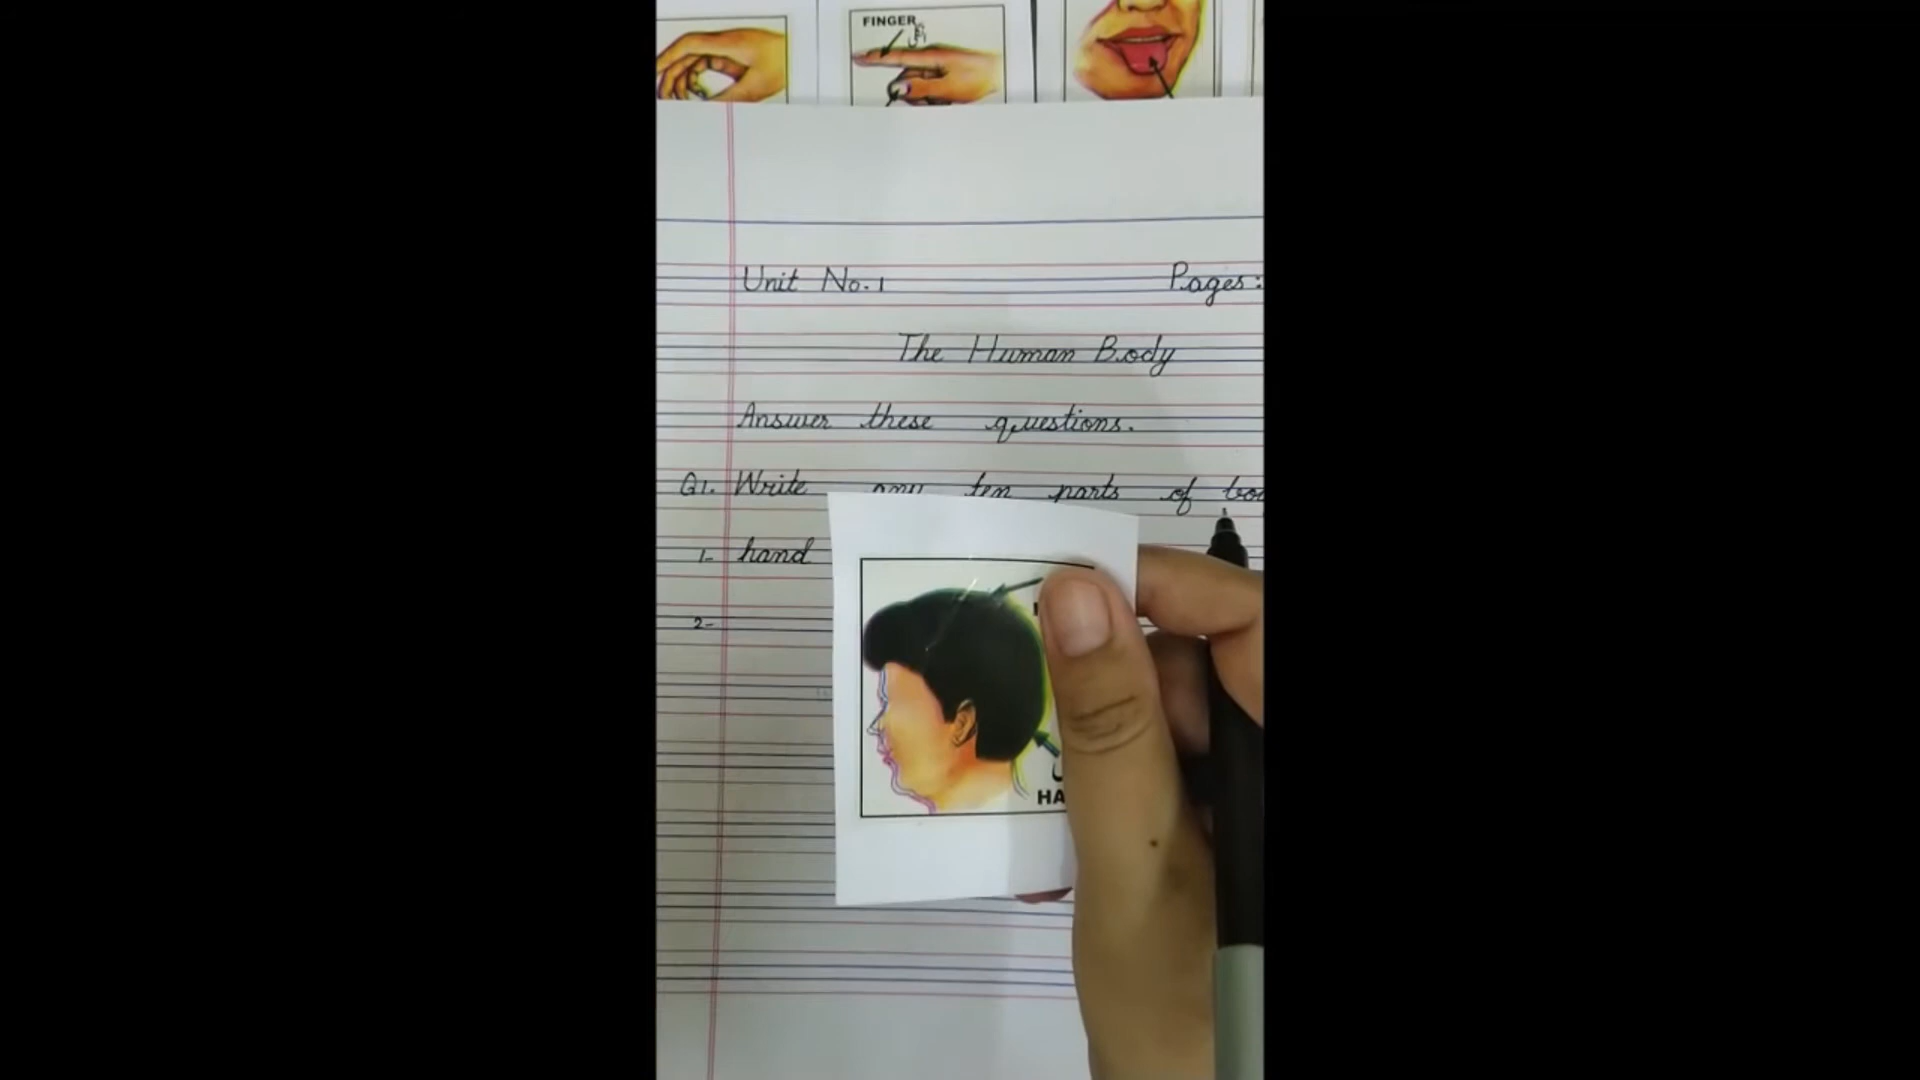 FINGER
Unit No. 1 Pages:
The Human Body
Answer these questions.
Q1. Write any ten parts of
1- hand
2-